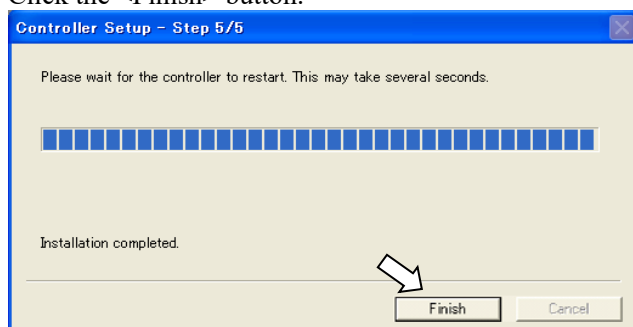 Click the <Finish> button.
Controller Setup - Step 5/5
Please wait for the controller to restart. This may take several seconds.
Installation completed.
Finish
Cancel